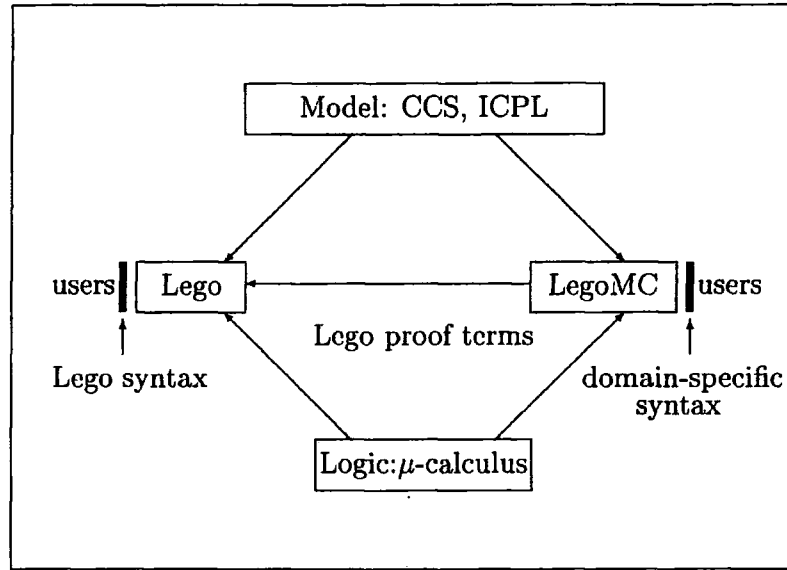 Model: CCS, ICPL
users
Lego
LegoMC
users
Lego proof terms
Lego syntax
domain-specific
syntax
Logic:μ-calculus